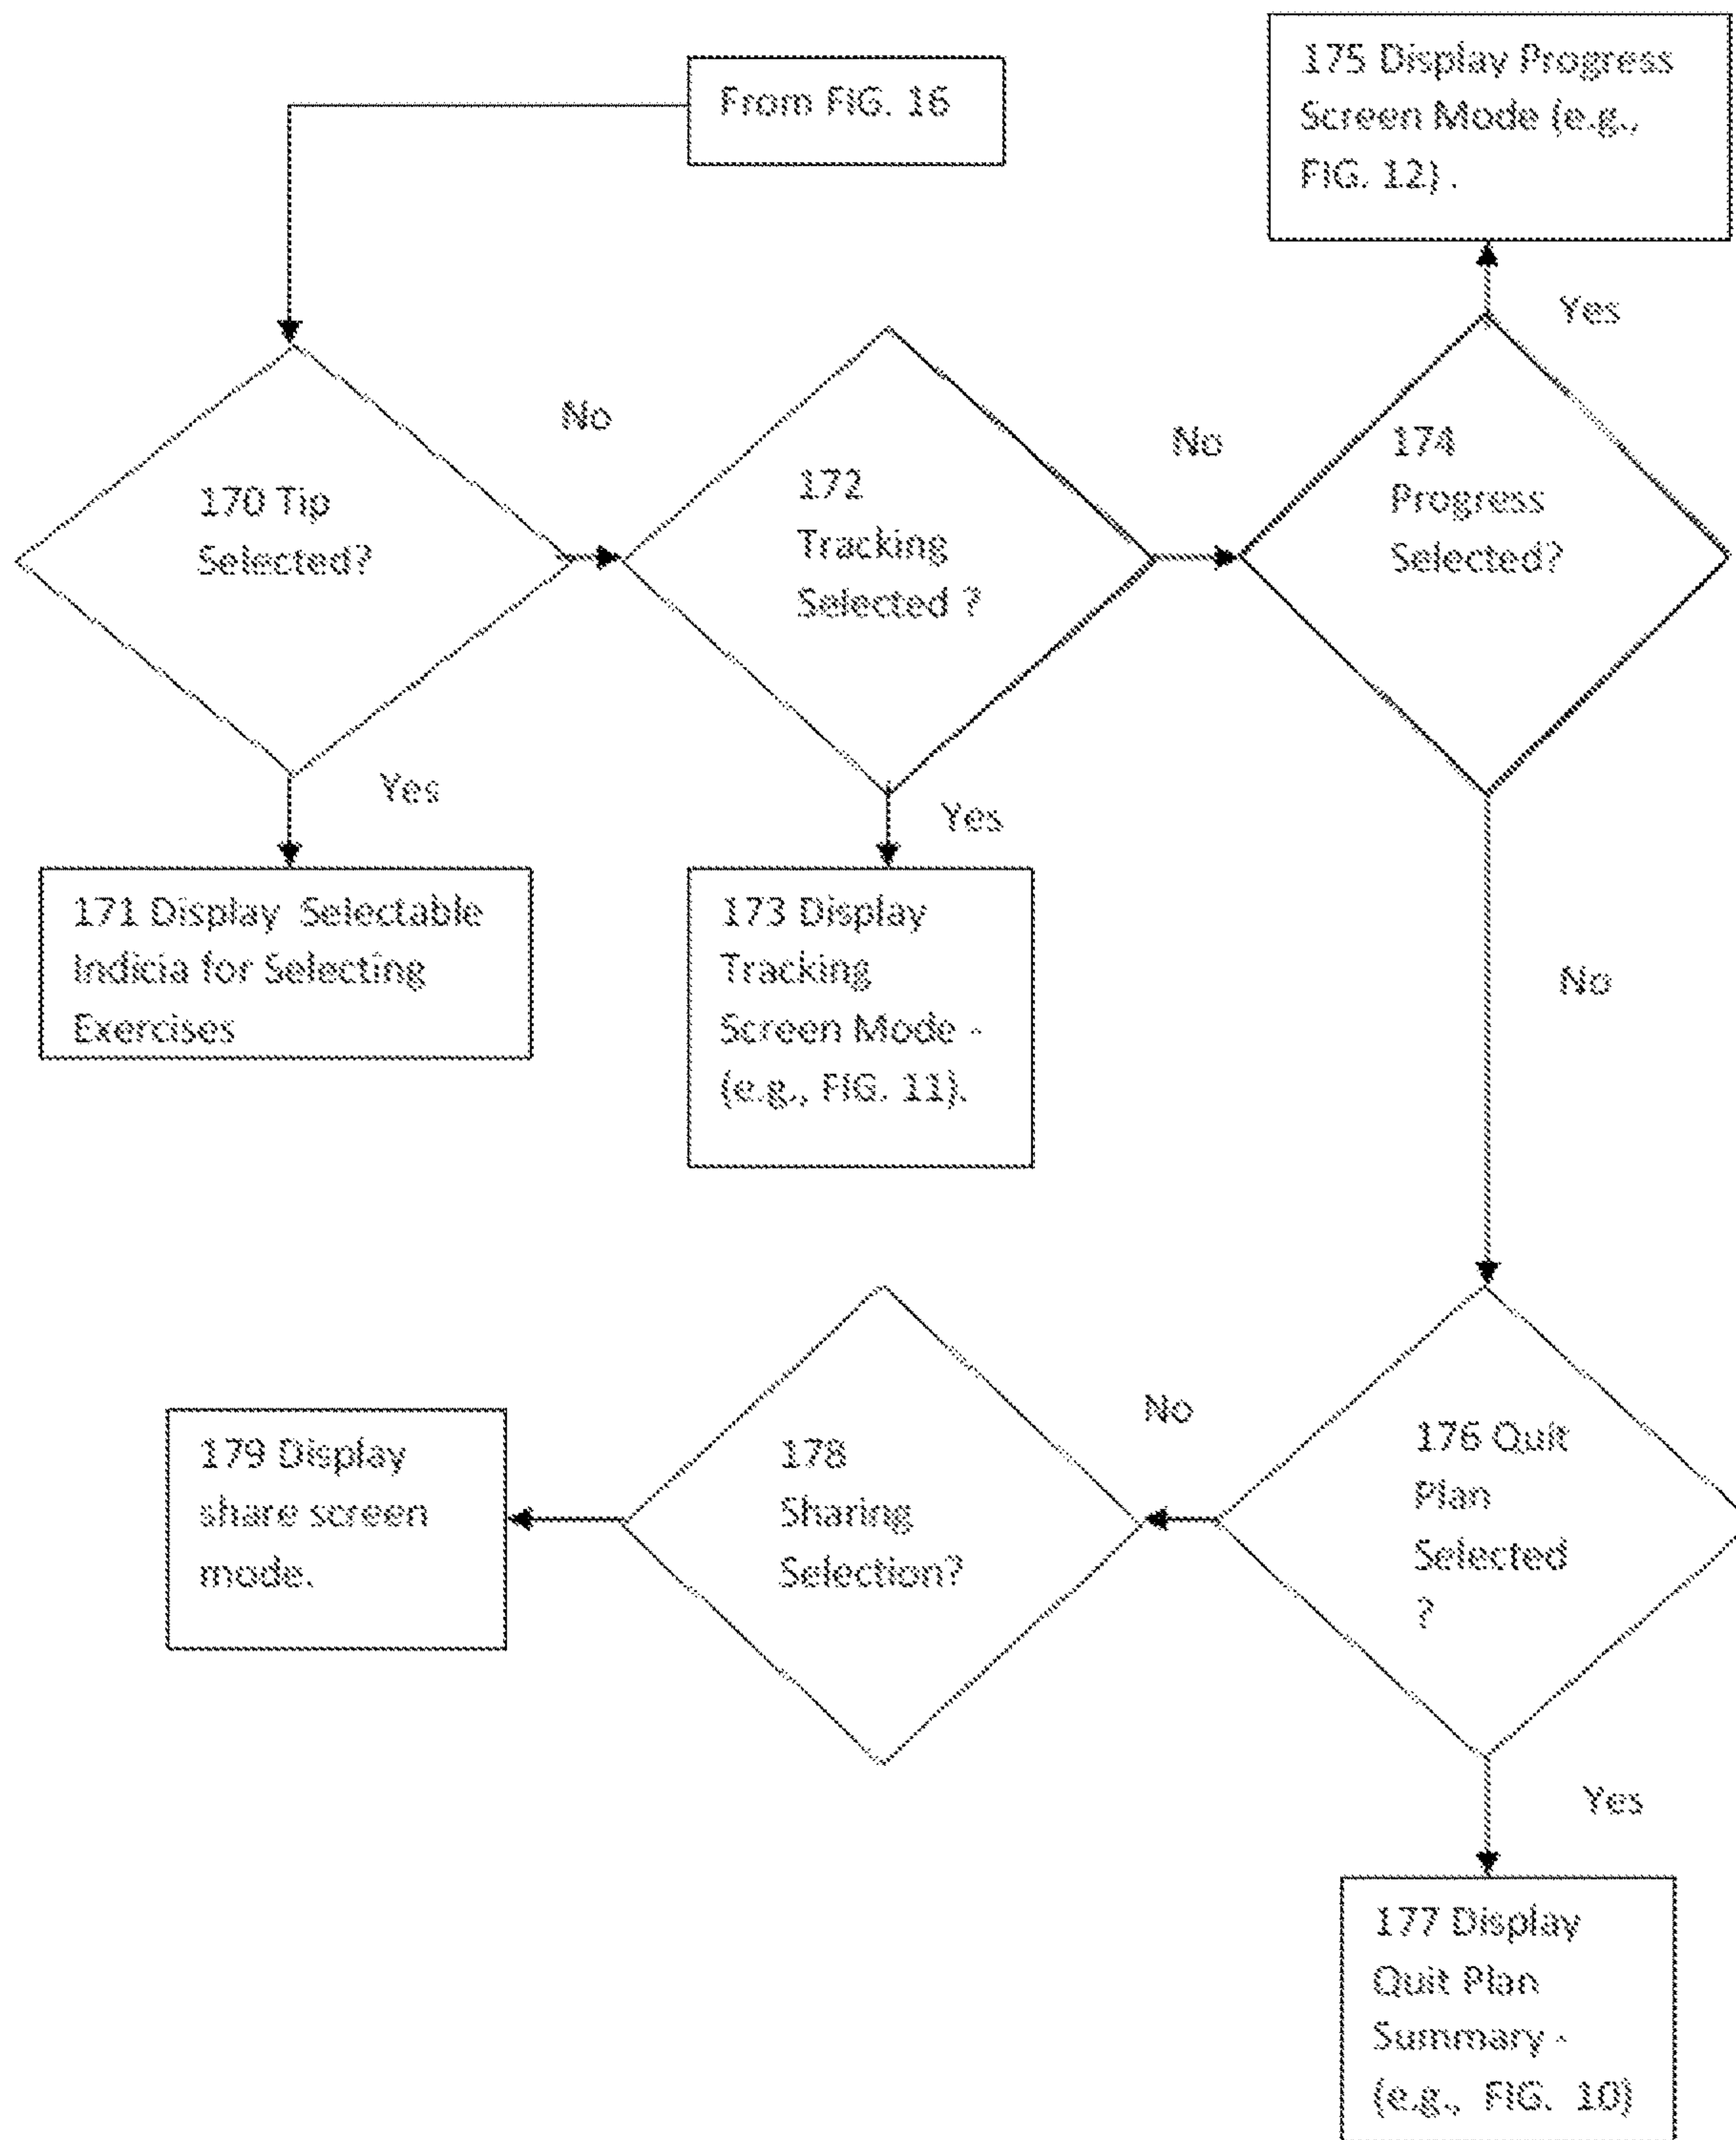 From FIG. 16
175 Display Progress
Screen Mode (e.g.,
FIG. 12) .
Yes
No
170 Tip
Selected?
No
172
Tracking
Selected ?
174
Progress
Selected?
Yes
Yes
171 Display Selectable
Indicia for Selecting
Exercises
173 Display
Tracking
Screen Mode -
(e.g., FIG. 11).
No
No
179 Display
share screen
mode.
178
Sharing
Selection?
176 Quit
Plan
Selected
?
Yes
177 Display
Quit Plan
Summary -
(e.g., FIG. 10)